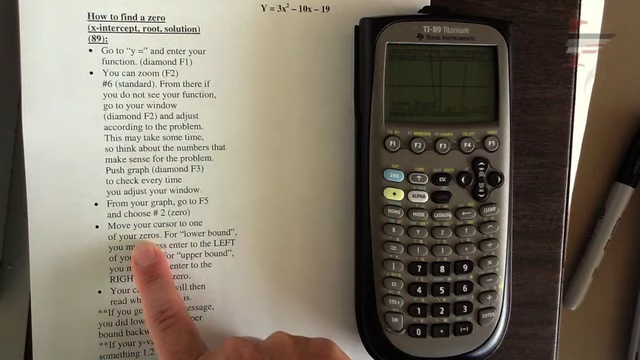 How to find a zero
(x-intercept, root, solution)
(89):
Y = 3x² – 10x – 19
• Go to "y =" and enter your
function. (diamond F1)
• You can zoom (F2)
#6 (standard). From there if
you do not see your function,
go to your window
(diamond F2) and adjust
according to the problem.
This may take some time,
so think about the numbers that
make sense for the problem.
Push graph (diamond F3)
to check every time
you adjust your window.
• From your graph, go to F5
and choose # 2 (zero)
• Move your cursor to one
of your zeros. For "lower bound",
you enter to the LEFT
of For "upper bound",
you enter to the
RIGH zero.
• Your will then
read is.
**If you message,
you did low
bound back
**If your y-va
something 1.2
TI-89 Titanium
TEXAS INSTRUMENTS
F1 F2 F3 F4 F5
2ND ESC
HOME MODE CATALOG
7 8 9
4 5 6
1 2 3
STO▸
ON 0 . (–) ENTER